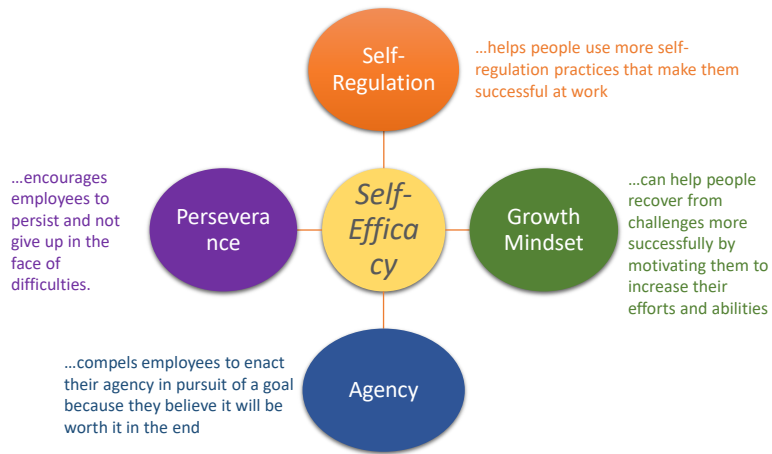 Self-
Regulation
…helps people use more self-
regulation practices that make them
successful at work
…encourages
employees to
persist and not
give up in the
face of
difficulties.
Persevera
nce
Self-
Effica
cy
Growth
Mindset
…can help people
recover from
challenges more
successfully by
motivating them to
increase their
efforts and abilities
…compels employees to enact
their agency in pursuit of a goal
because they believe it will be
worth it in the end
Agency